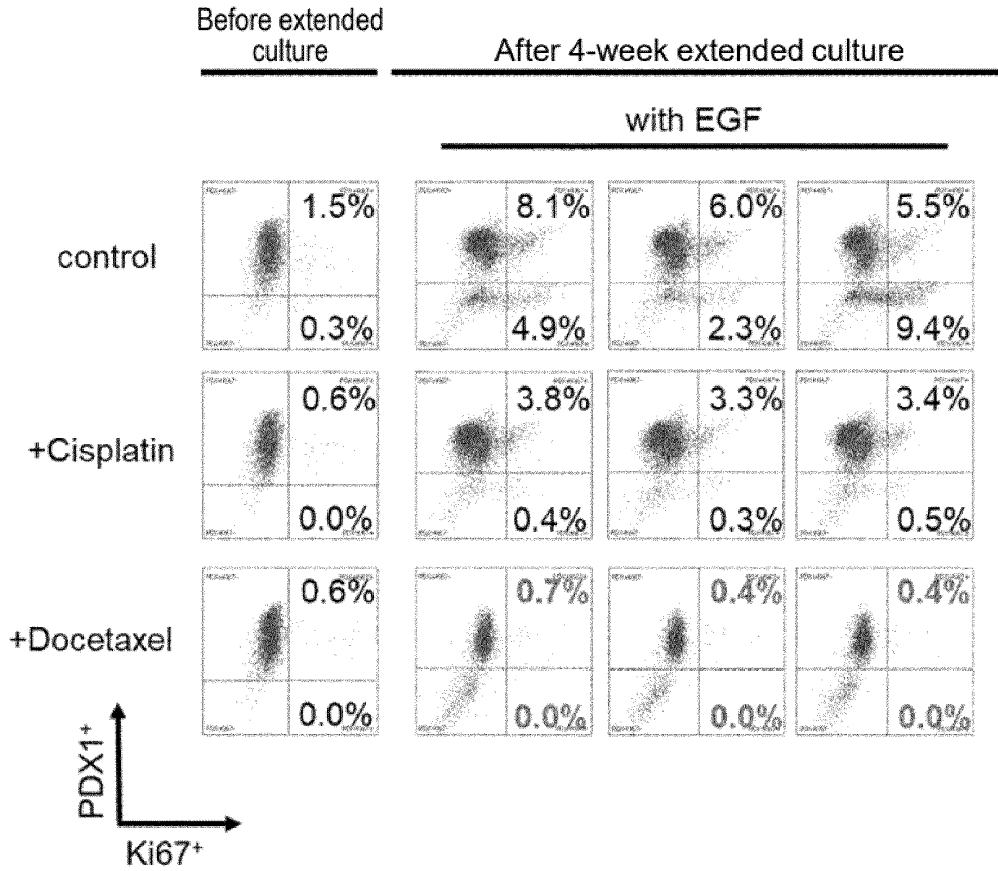 Before extended
culture
After 4-week extended culture
with EGF
control
1.5%
8.1%
6.0%
5.5%
0.3%
4.9%
2.3%
9.4%
+Cisplatin
0.6%
3.8%
3.3%
3.4%
0.0%
0.4%
0.3%
0.5%
+Docetaxel
0.6%
0.7%
0.4%
0.4%
0.0%
0.0%
0.0%
0.0%
PDX1⁺
Ki67⁺